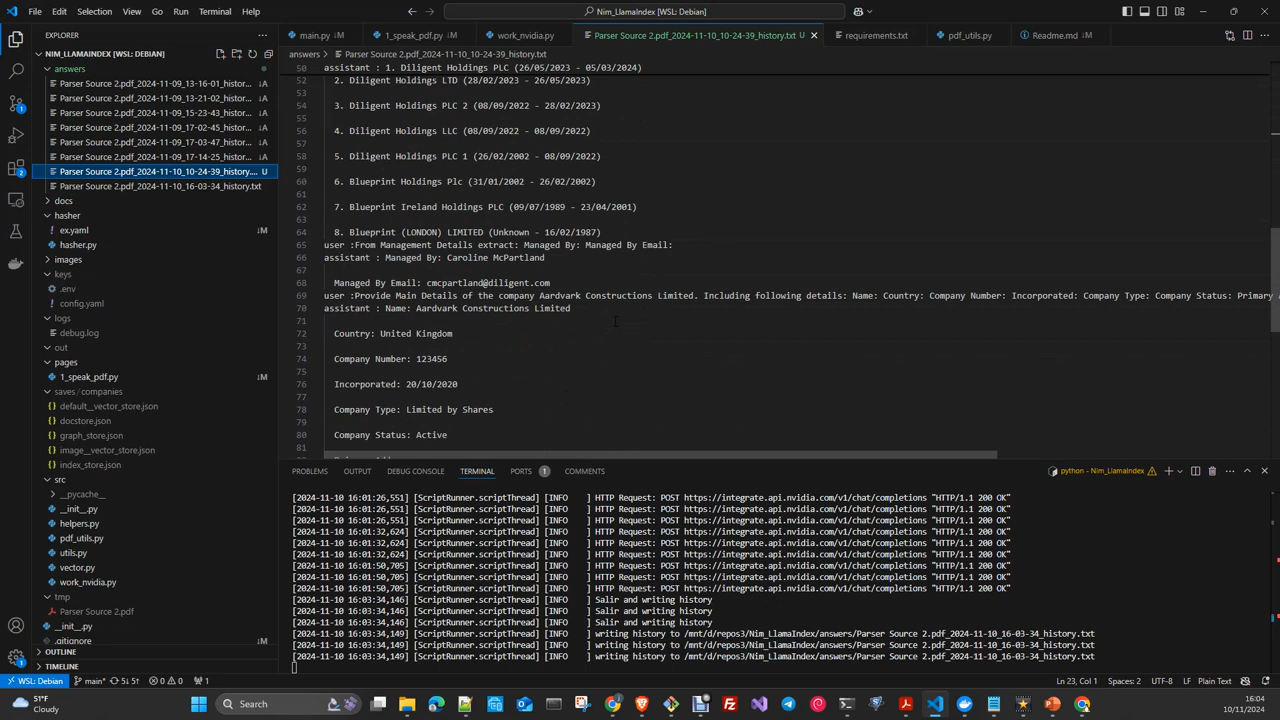 File Edit Selection View Go Run Terminal Help
Nim_LlamaIndex [WSL: Debian]
EXPLORER
main.py
1_speak_pdf.py M
work_nvidia.py
Parser Source 2.pdf_2024-11-10_10-24-39_history.txt U
requirements.txt
pdf_utils.py
Readme.md
NIM_LLAMAINDEX [WSL: DEBIAN]
answers
Parser Source 2.pdf_2024-11-09_13-16-01_histor... ↓A
Parser Source 2.pdf_2024-11-09_13-21-02_histor... ↓A
Parser Source 2.pdf_2024-11-09_15-23-43_histor... ↓A
Parser Source 2.pdf_2024-11-09_17-02-45_histor... ↓A
Parser Source 2.pdf_2024-11-09_17-03-47_histor... ↓A
Parser Source 2.pdf_2024-11-09_17-14-25_histor... ↓A
Parser Source 2.pdf_2024-11-10_10-24-39_history.... U
Parser Source 2.pdf_2024-11-10_16-03-34_history.txt
docs
hasher
ex.yaml ↓M
hasher.py
images
keys
.env
config.yaml
logs
debug.log
out
pages
1_speak_pdf.py ↓M
saves / companies
default__vector_store.json
docstore.json
graph_store.json
image__vector_store.json
index_store.json
src
__pycache__
__init__.py
helpers.py
pdf_utils.py
utils.py
vector.py
work_nvidia.py
tmp
Parser Source 2.pdf
__init__.py
.gitignore
OUTLINE
TIMELINE
answers > Parser Source 2.pdf_2024-11-10_10-24-39_history.txt
50 assistant : 1. Diligent Holdings PLC (26/05/2023 - 05/03/2024)
52 2. Diligent Holdings LTD (28/02/2023 - 26/05/2023)
53
54 3. Diligent Holdings PLC 2 (08/09/2022 - 28/02/2023)
55
56 4. Diligent Holdings LLC (08/09/2022 - 08/09/2022)
57
58 5. Diligent Holdings PLC 1 (26/02/2002 - 08/09/2022)
59
60 6. Blueprint Holdings Plc (31/01/2002 - 26/02/2002)
61
62 7. Blueprint Ireland Holdings PLC (09/07/1989 - 23/04/2001)
63
64 8. Blueprint (LONDON) LIMITED (Unknown - 16/02/1987)
65 user :From Management Details extract: Managed By: Managed By Email:
66 assistant : Managed By: Caroline McPartland
67
68 Managed By Email: cmcpartland@diligent.com
69 user :Provide Main Details of the company Aardvark Constructions Limited. Including following details: Name: Country: Company Number: Incorporated: Company Type: Company Status: Primary A
70 assistant : Name: Aardvark Constructions Limited
71
72 Country: United Kingdom
73
74 Company Number: 123456
75
76 Incorporated: 20/10/2020
77
78 Company Type: Limited by Shares
79
80 Company Status: Active
81
PROBLEMS OUTPUT DEBUG CONSOLE TERMINAL PORTS 1 COMMENTS
python - Nim_LlamaIndex
[2024-11-10 16:01:26,551] [ScriptRunner.scriptThread] [INFO ] HTTP Request: POST https://integrate.api.nvidia.com/v1/chat/completions "HTTP/1.1 200 OK"
[2024-11-10 16:01:26,551] [ScriptRunner.scriptThread] [INFO ] HTTP Request: POST https://integrate.api.nvidia.com/v1/chat/completions "HTTP/1.1 200 OK"
[2024-11-10 16:01:26,551] [ScriptRunner.scriptThread] [INFO ] HTTP Request: POST https://integrate.api.nvidia.com/v1/chat/completions "HTTP/1.1 200 OK"
[2024-11-10 16:01:32,624] [ScriptRunner.scriptThread] [INFO ] HTTP Request: POST https://integrate.api.nvidia.com/v1/chat/completions "HTTP/1.1 200 OK"
[2024-11-10 16:01:32,624] [ScriptRunner.scriptThread] [INFO ] HTTP Request: POST https://integrate.api.nvidia.com/v1/chat/completions "HTTP/1.1 200 OK"
[2024-11-10 16:01:50,705] [ScriptRunner.scriptThread] [INFO ] HTTP Request: POST https://integrate.api.nvidia.com/v1/chat/completions "HTTP/1.1 200 OK"
[2024-11-10 16:01:50,705] [ScriptRunner.scriptThread] [INFO ] HTTP Request: POST https://integrate.api.nvidia.com/v1/chat/completions "HTTP/1.1 200 OK"
[2024-11-10 16:01:50,705] [ScriptRunner.scriptThread] [INFO ] HTTP Request: POST https://integrate.api.nvidia.com/v1/chat/completions "HTTP/1.1 200 OK"
[2024-11-10 16:03:34,146] [ScriptRunner.scriptThread] [INFO ] Salir and writing history
[2024-11-10 16:03:34,146] [ScriptRunner.scriptThread] [INFO ] Salir and writing history
[2024-11-10 16:03:34,146] [ScriptRunner.scriptThread] [INFO ] Salir and writing history
[2024-11-10 16:03:34,149] [ScriptRunner.scriptThread] [INFO ] writing history to /mnt/d/repos3/Nim_LlamaIndex/answers/Parser Source 2.pdf_2024-11-10_16-03-34_history.txt
[2024-11-10 16:03:34,149] [ScriptRunner.scriptThread] [INFO ] writing history to /mnt/d/repos3/Nim_LlamaIndex/answers/Parser Source 2.pdf_2024-11-10_16-03-34_history.txt
[2024-11-10 16:03:34,149] [ScriptRunner.scriptThread] [INFO ] writing history to /mnt/d/repos3/Nim_LlamaIndex/answers/Parser Source 2.pdf_2024-11-10_16-03-34_history.txt
WSL: Debian main* 5↓ 5↑ 0 0 1
Ln 23, Col 1 Spaces: 2 UTF-8 LF Plain Text
51°F
Cloudy
Search
16:04
10/11/2024